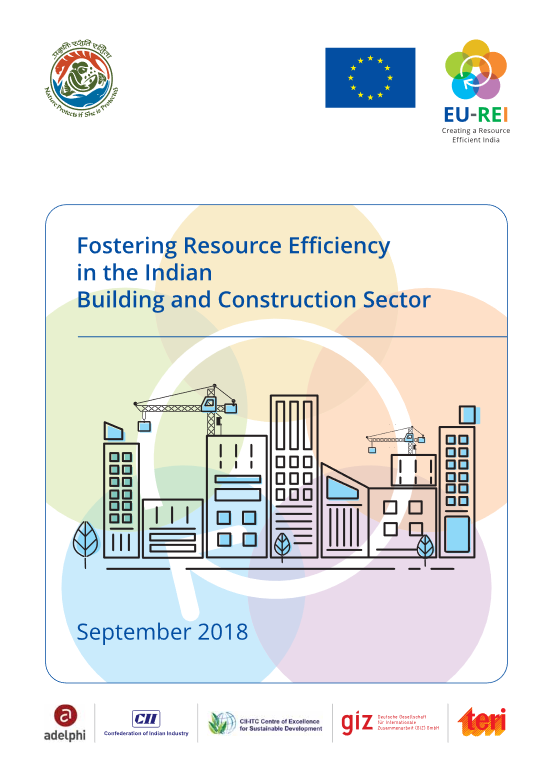 प्रकृतिः रक्षति रक्षिता
Nature Protects if She is Protected
EU-REI
Creating a Resource
Efficient India
Fostering Resource Efficiency
in the Indian
Building and Construction Sector
September 2018
adelphi
CII
Confederation of Indian Industry
CII-ITC Centre of Excellence
for Sustainable Development
giz
Deutsche Gesellschaft
für Internationale
Zusammenarbeit (GIZ) GmbH
teri